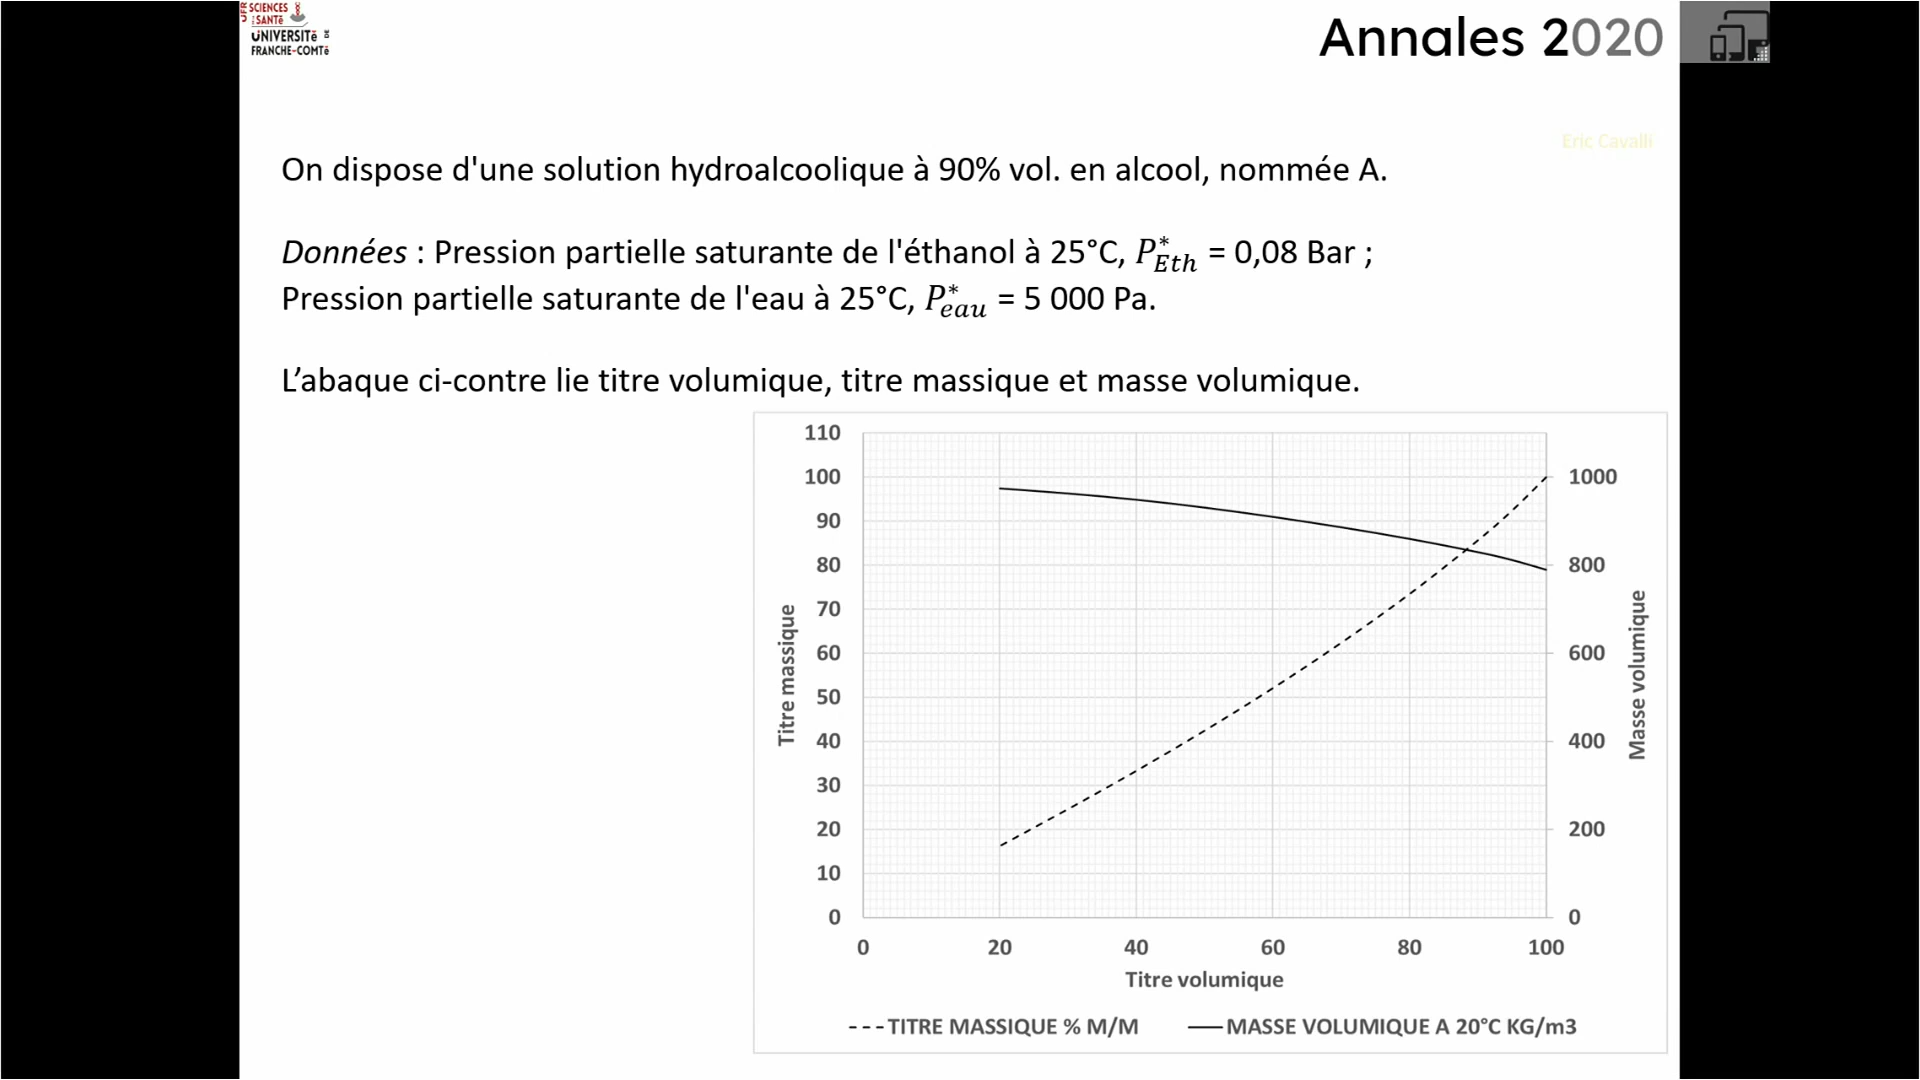 UFR SCIENCES
SANTé
UNIVERSITé DE
FRANCHE-COMTé
Annales 2020
Eric Cavalli
On dispose d'une solution hydroalcoolique à 90% vol. en alcool, nommée A.
Données : Pression partielle saturante de l'éthanol à 25°C, P*Eth = 0,08 Bar ;
Pression partielle saturante de l'eau à 25°C, P*eau = 5 000 Pa.
L’abaque ci-contre lie titre volumique, titre massique et masse volumique.
110
100
90
80
70
60
50
40
30
20
10
0
Titre massique
1000
800
600
400
200
0
Masse volumique
0 20 40 60 80 100
Titre volumique
TITRE MASSIQUE % M/M MASSE VOLUMIQUE A 20°C KG/m3